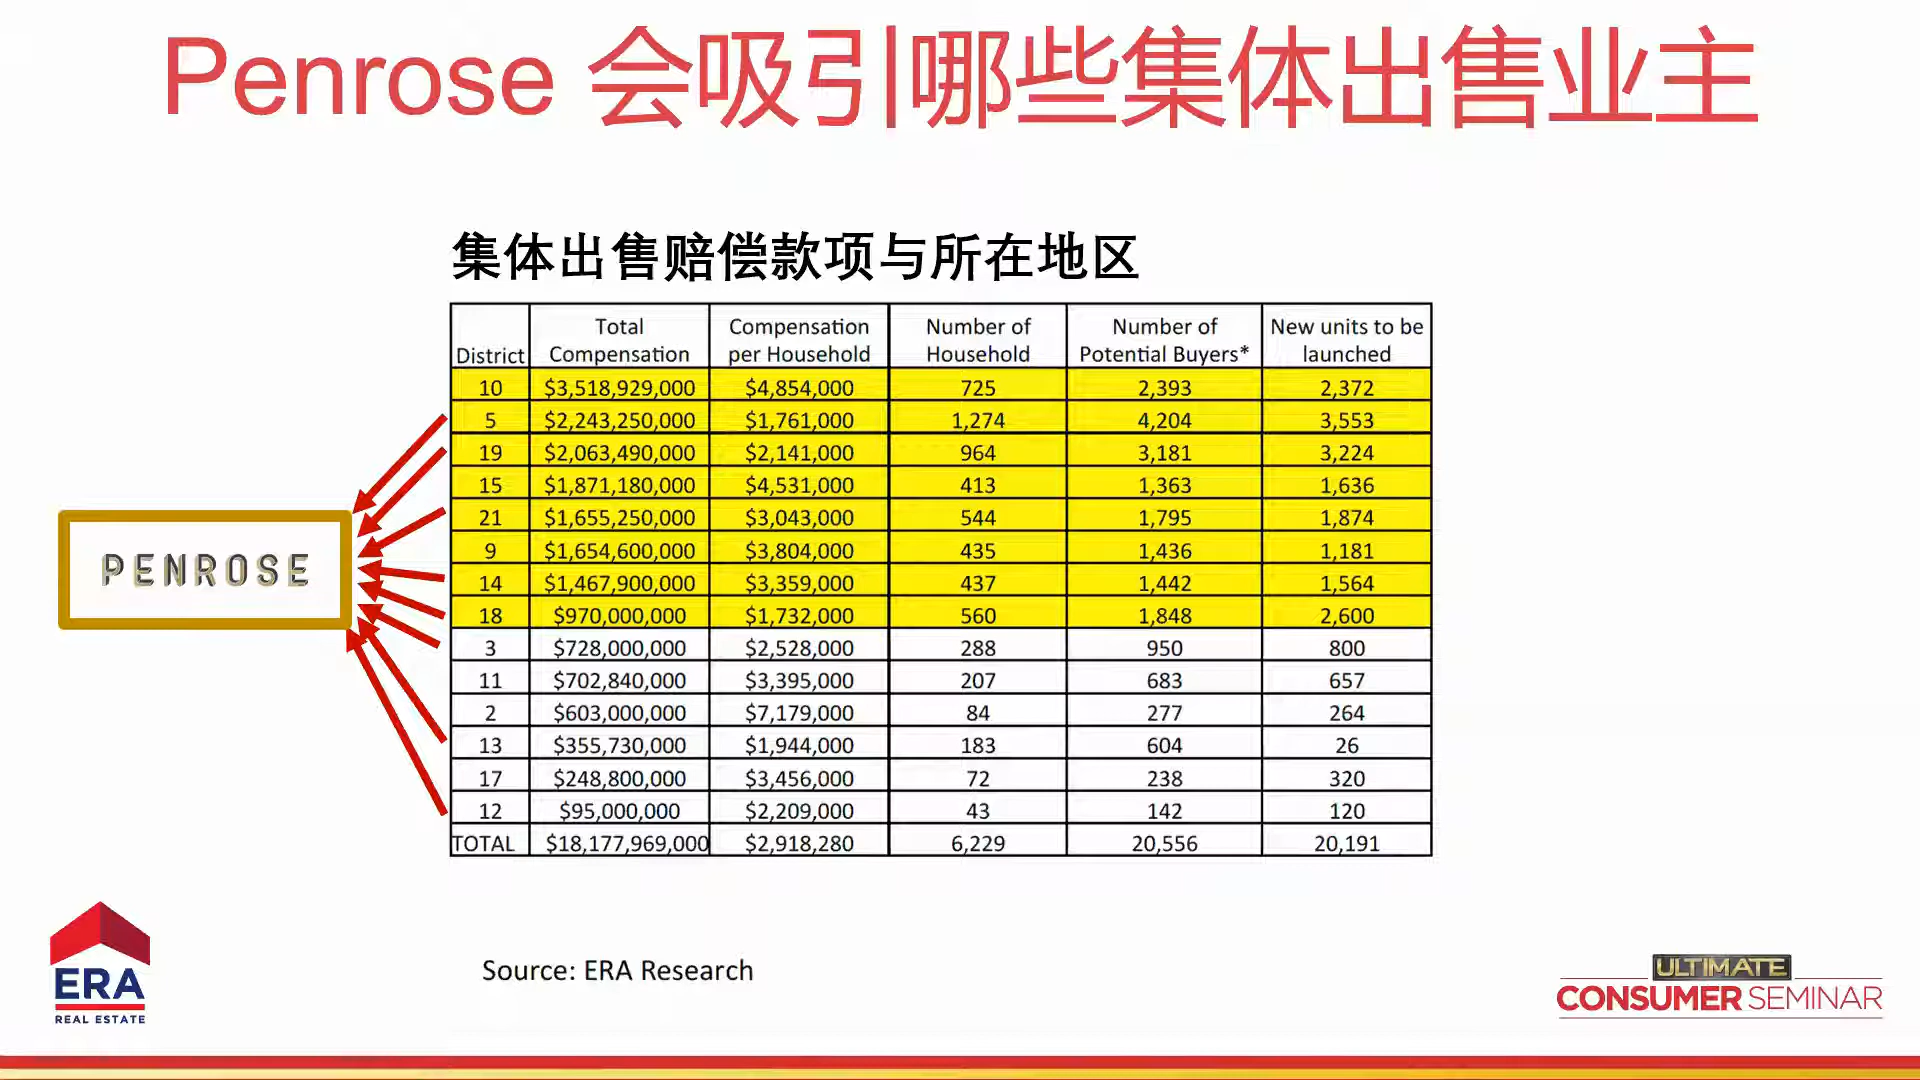 Penrose 会吸引哪些集体出售业主
集体出售赔偿款项与所在地区
District Total Compensation Compensation per Household Number of Household Number of Potential Buyers* New units to be launched
10 $3,518,929,000 $4,854,000 725 2,393 2,372
5 $2,243,250,000 $1,761,000 1,274 4,204 3,553
19 $2,063,490,000 $2,141,000 964 3,181 3,224
15 $1,871,180,000 $4,531,000 413 1,363 1,636
21 $1,655,250,000 $3,043,000 544 1,795 1,874
9 $1,654,600,000 $3,804,000 435 1,436 1,181
14 $1,467,900,000 $3,359,000 437 1,442 1,564
18 $970,000,000 $1,732,000 560 1,848 2,600
3 $728,000,000 $2,528,000 288 950 800
11 $702,840,000 $3,395,000 207 683 657
2 $603,000,000 $7,179,000 84 277 264
13 $355,730,000 $1,944,000 183 604 26
17 $248,800,000 $3,456,000 72 238 320
12 $95,000,000 $2,209,000 43 142 120
TOTAL $18,177,969,000 $2,918,280 6,229 20,556 20,191
PENROSE
Source: ERA Research
ERA
REAL ESTATE
ULTIMATE
CONSUMER SEMINAR